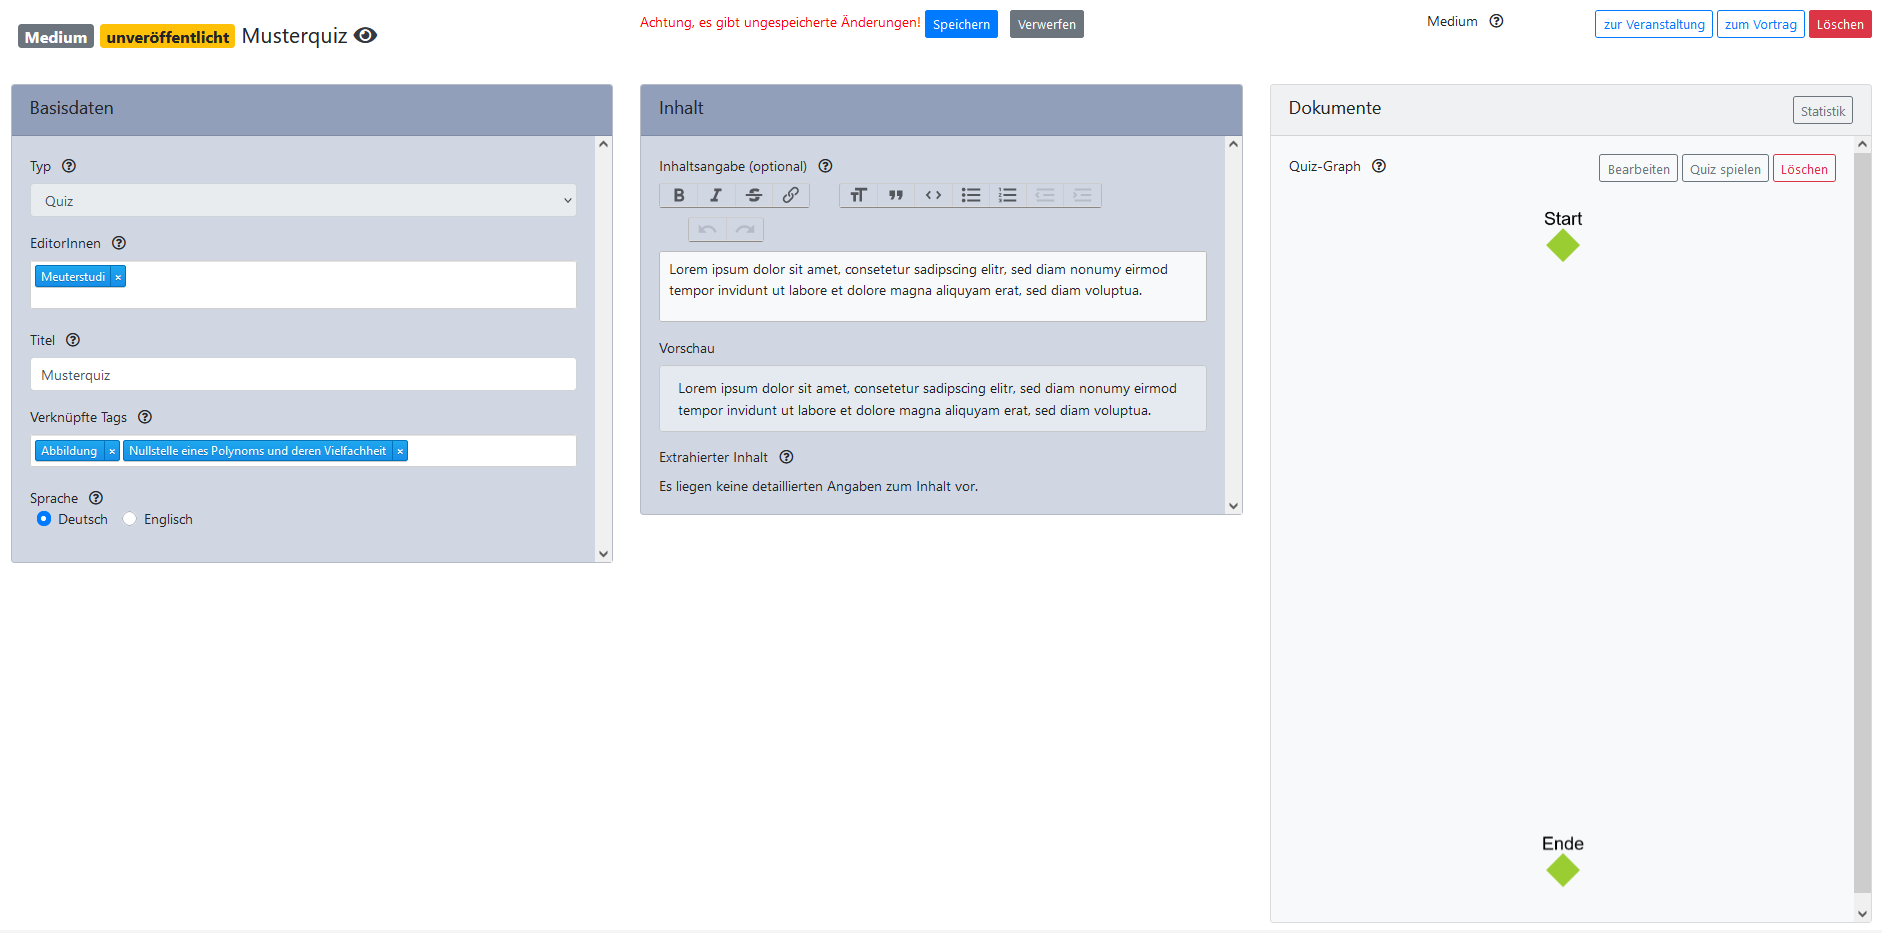 Medium unveröffentlicht Musterquiz
Achtung, es gibt ungespeicherte Änderungen! Speichern Verwerfen
Medium
zur Veranstaltung zum Vortrag Löschen
Basisdaten
Typ
Quiz
EditorInnen
Meuterstudi ×
Titel
Musterquiz
Verknüpfte Tags
Abbildung × Nullstelle eines Polynoms und deren Vielfachheit ×
Sprache
Deutsch Englisch
Inhalt
Inhaltsangabe (optional)
Lorem ipsum dolor sit amet, consetetur sadipscing elitr, sed diam nonumy eirmod
tempor invidunt ut labore et dolore magna aliquyam erat, sed diam voluptua.
Vorschau
Lorem ipsum dolor sit amet, consetetur sadipscing elitr, sed diam nonumy eirmod
tempor invidunt ut labore et dolore magna aliquyam erat, sed diam voluptua.
Extrahierter Inhalt
Es liegen keine detaillierten Angaben zum Inhalt vor.
Dokumente
Statistik
Quiz-Graph
Bearbeiten Quiz spielen Löschen
Start
Ende